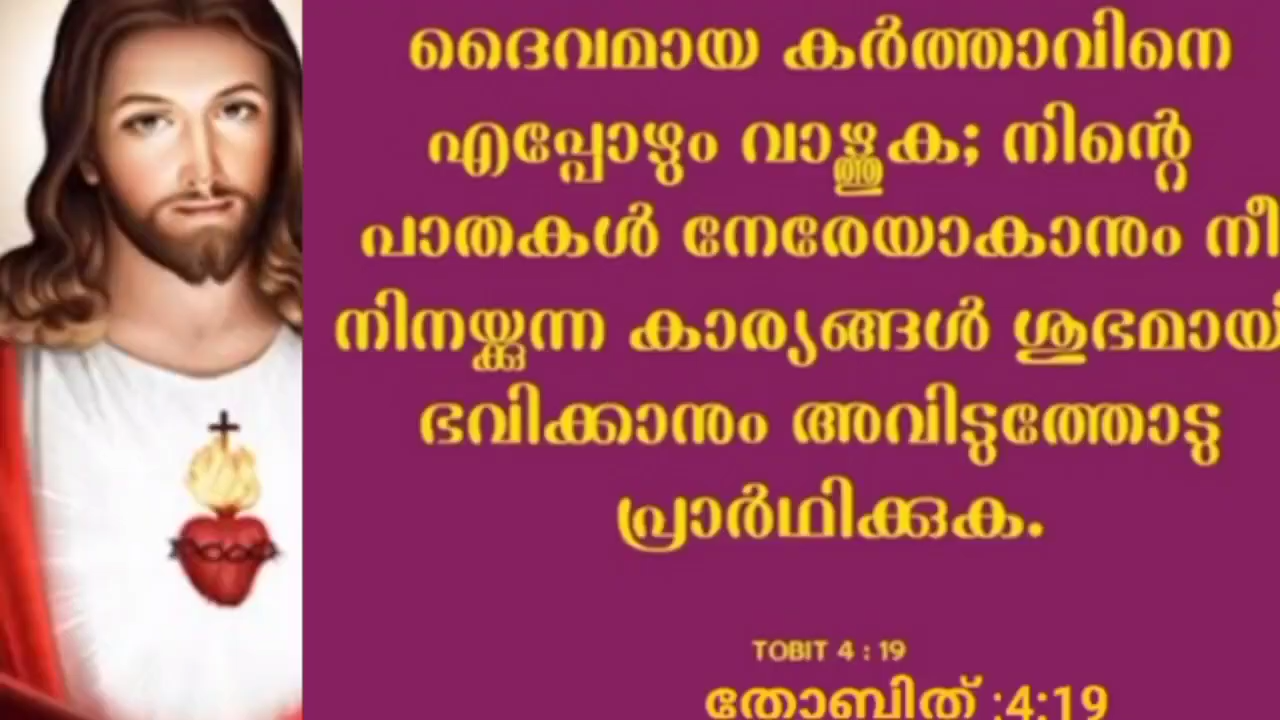 ദൈവമായ കർത്താവിനെ
എപ്പോഴും വാഴ്ത്തുക; നിന്റെ
പാതകൾ നേരേയാകാനും നീ
നിനയ്ക്കുന്ന കാര്യങ്ങൾ ശുഭമായി
ഭവിക്കാനും അവിടുത്തോടു
പ്രാർഥിക്കുക.
TOBIT 4 : 19
തോബിത് :4:19